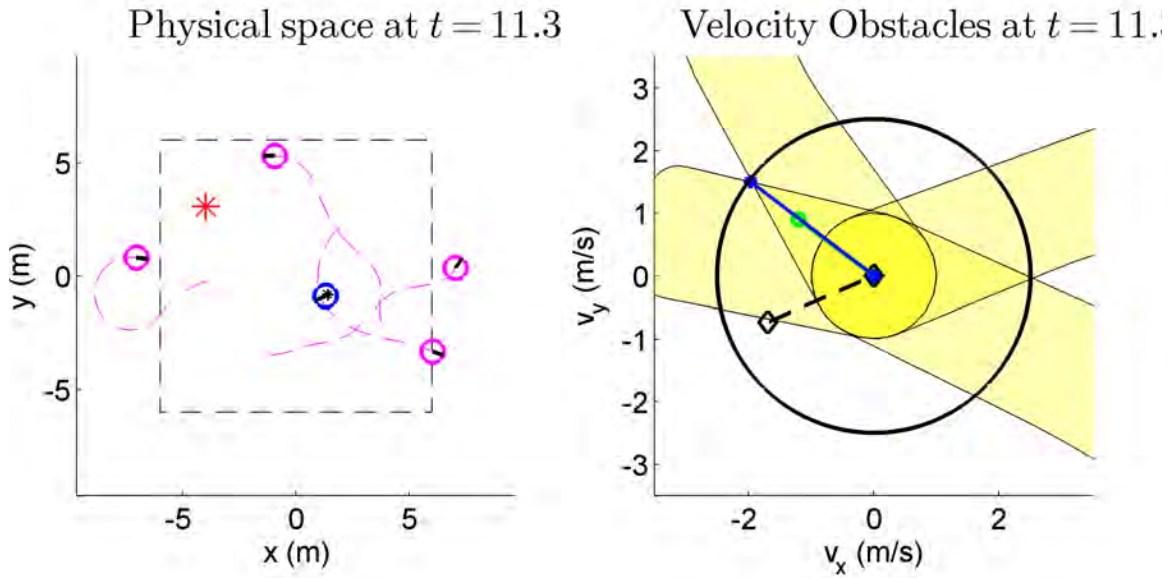 Physical space at t = 11.3
5
0
-5
y (m)
-5 0 5
x (m)
Velocity Obstacles at t = 11.
3
2
1
0
-1
-2
-3
v_y (m/s)
-2 0 2
v_x (m/s)